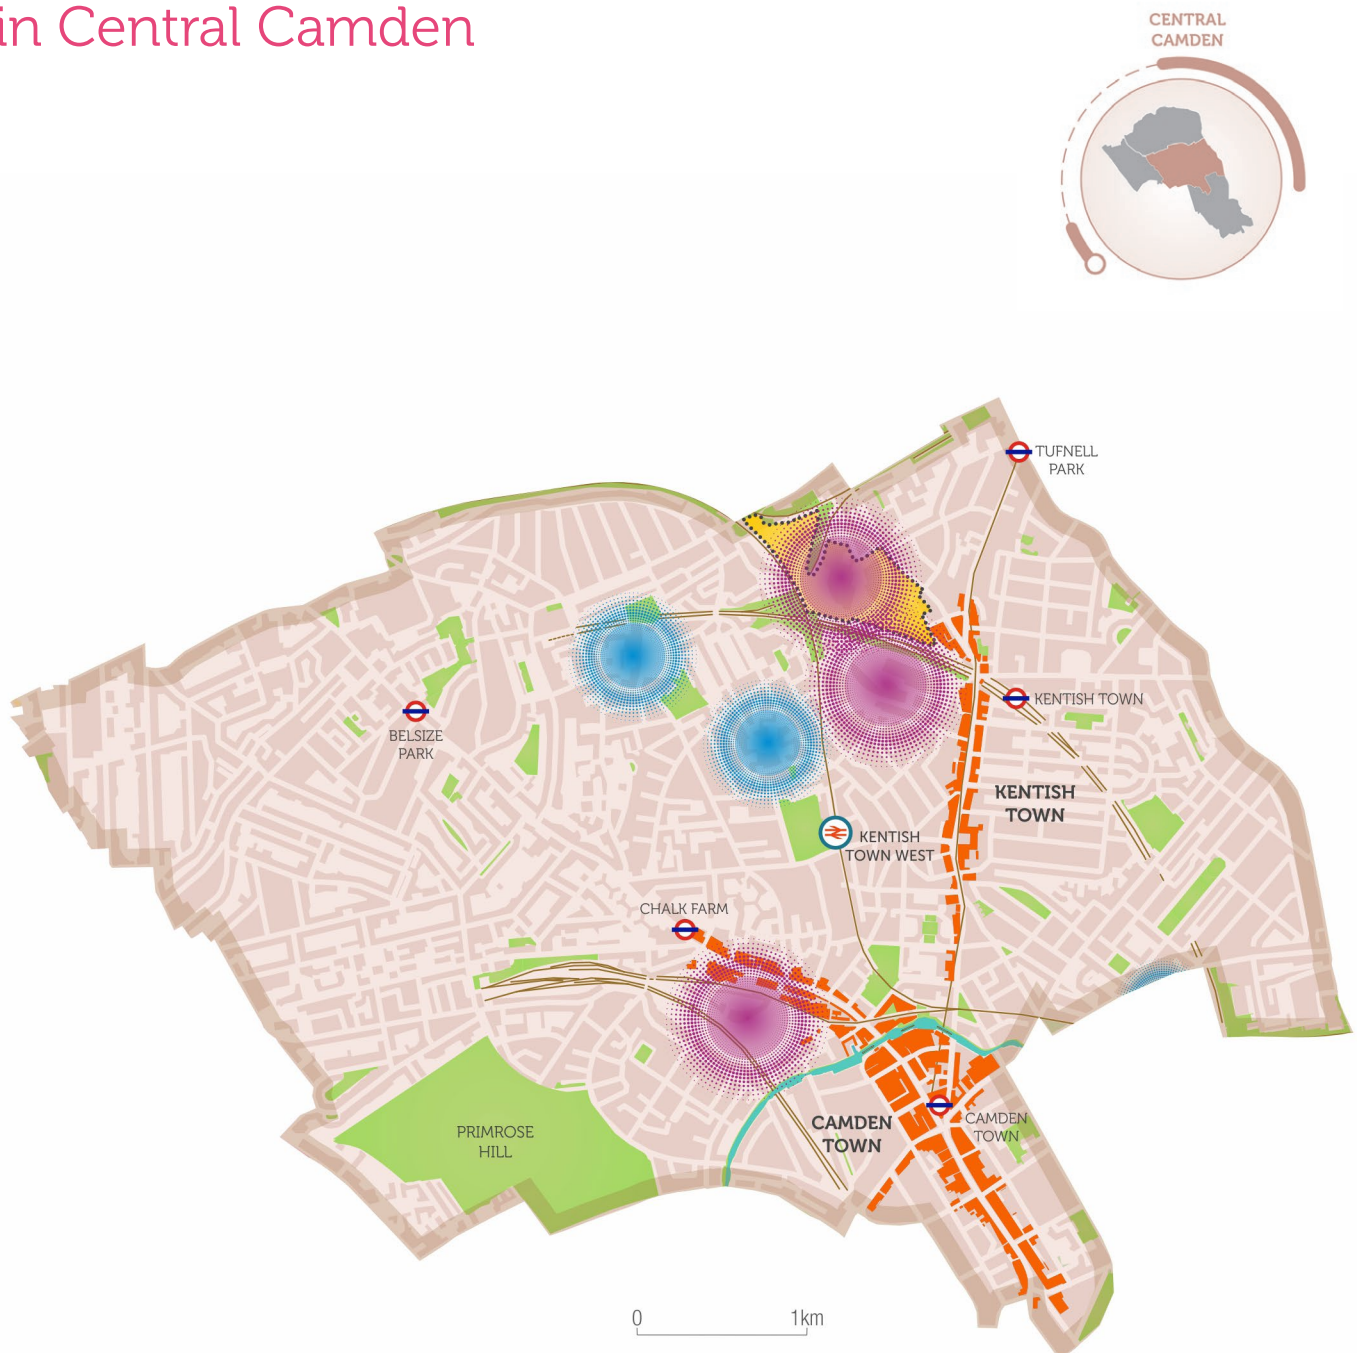 in Central Camden
CENTRAL
CAMDEN
TUFNELL
PARK
KENTISH TOWN
BELSIZE
PARK
KENTISH
TOWN
KENTISH
TOWN WEST
CHALK FARM
PRIMROSE
HILL
CAMDEN
TOWN
CAMDEN
TOWN
0
1km